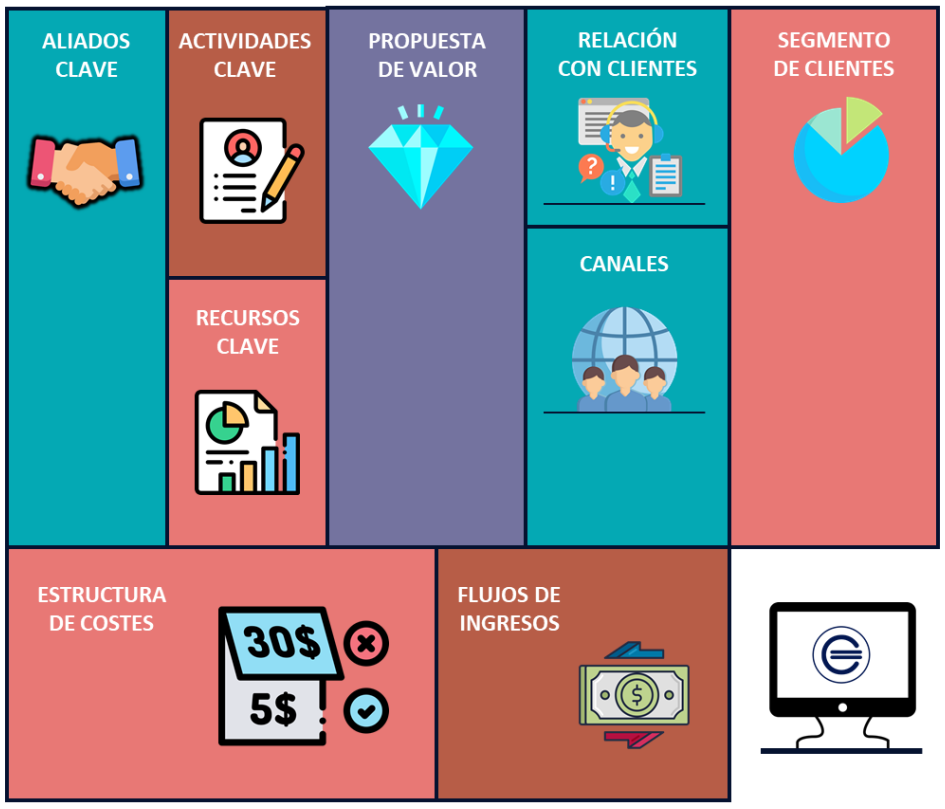 ALIADOS
CLAVE
ACTIVIDADES
CLAVE
PROPUESTA
DE VALOR
RELACIÓN
CON CLIENTES
?
!
SEGMENTO
DE CLIENTES
RECURSOS
CLAVE
CANALES
ESTRUCTURA
DE COSTES
30$
5$
FLUJOS DE
INGRESOS
$